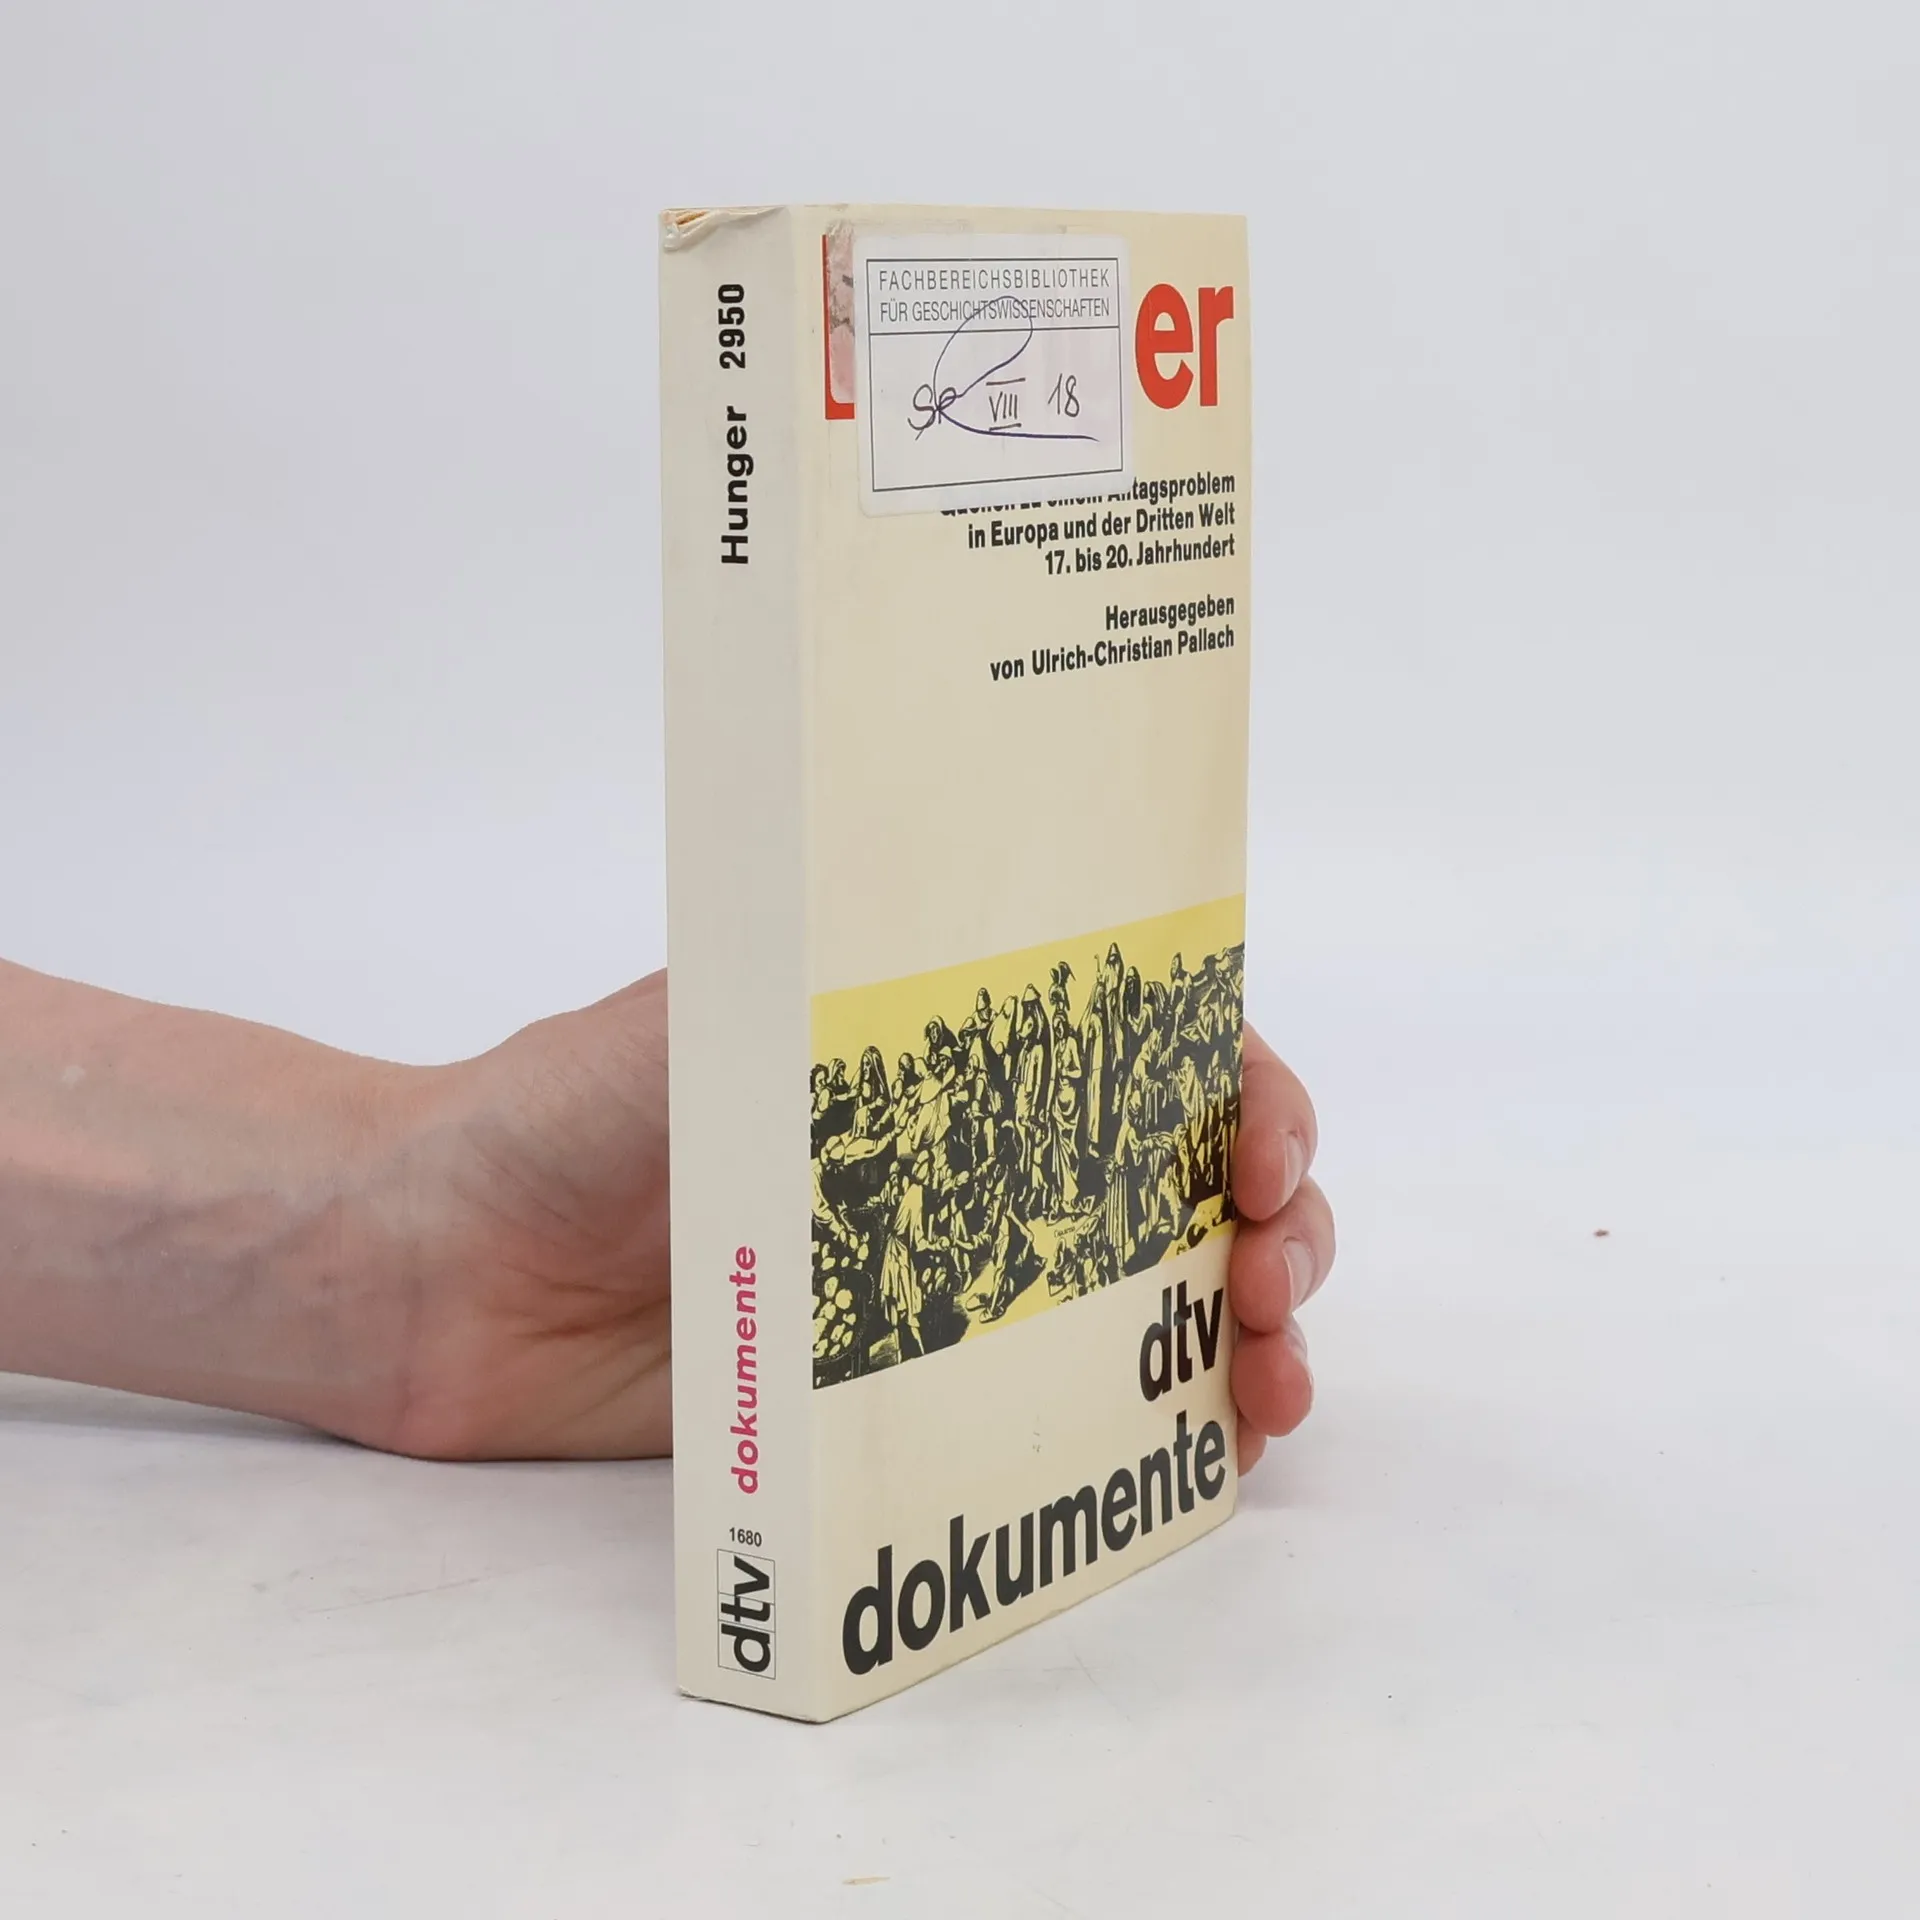 Hunger 2950
dokumente
1680
dtv
er
FACHBEREICHSBIBLIOTHEK
FÜR GESCHICHTSWISSENSCHAFTEN
VIII 18
in Europa und der Dritten Welt
17. bis 20. Jahrhundert
Herausgegeben
von Ulrich-Christian Pallach
dtv
dokumente